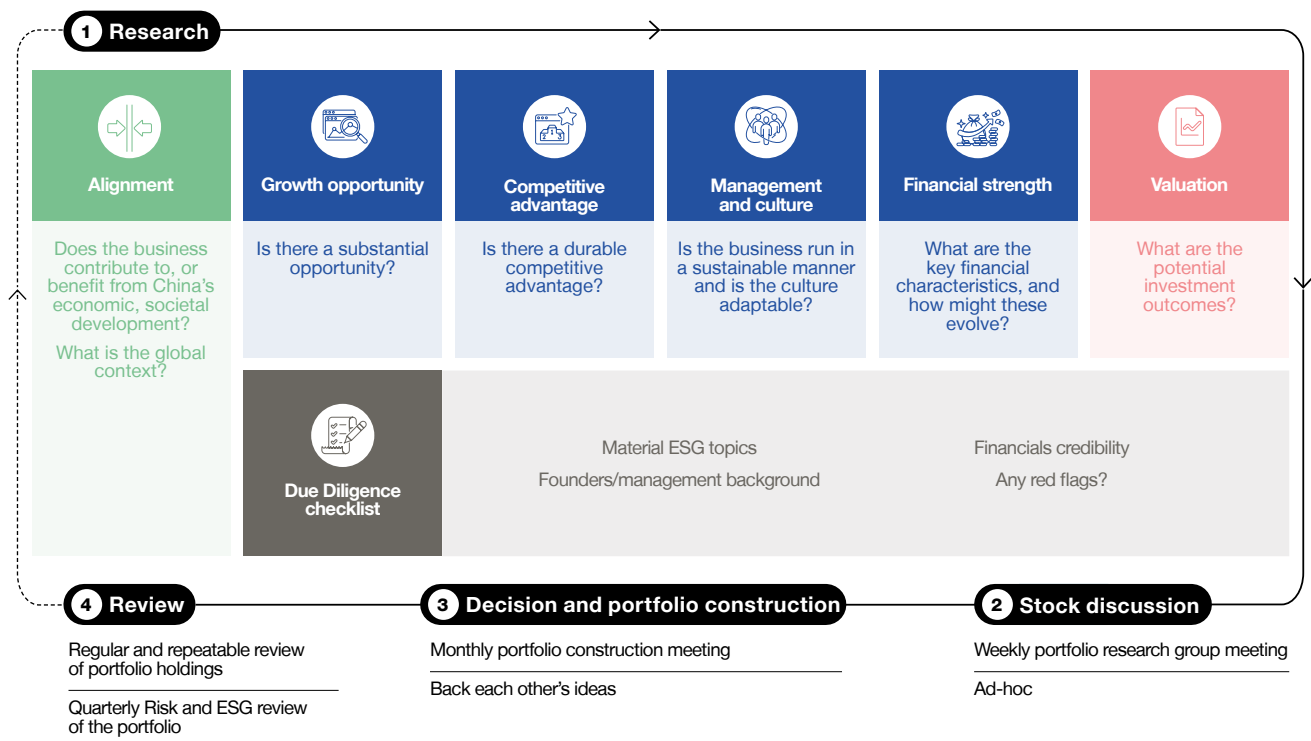 1 Research
Alignment
Does the business
contribute to, or
benefit from China's
economic, societal
development?
What is the global
context?
Growth opportunity
Is there a substantial
opportunity?
Competitive
advantage
Is there a durable
competitive
advantage?
Management
and culture
Is the business run in
a sustainable manner
and is the culture
adaptable?
Financial strength
What are the
key financial
characteristics, and
how might these
evolve?
Valuation
What are the
potential
investment
outcomes?
Due Diligence
checklist
Material ESG topics
Founders/management background
Financials credibility
Any red flags?
4 Review
Regular and repeatable review
of portfolio holdings
Quarterly Risk and ESG review
of the portfolio
3 Decision and portfolio construction
Monthly portfolio construction meeting
Back each other's ideas
2 Stock discussion
Weekly portfolio research group meeting
Ad-hoc